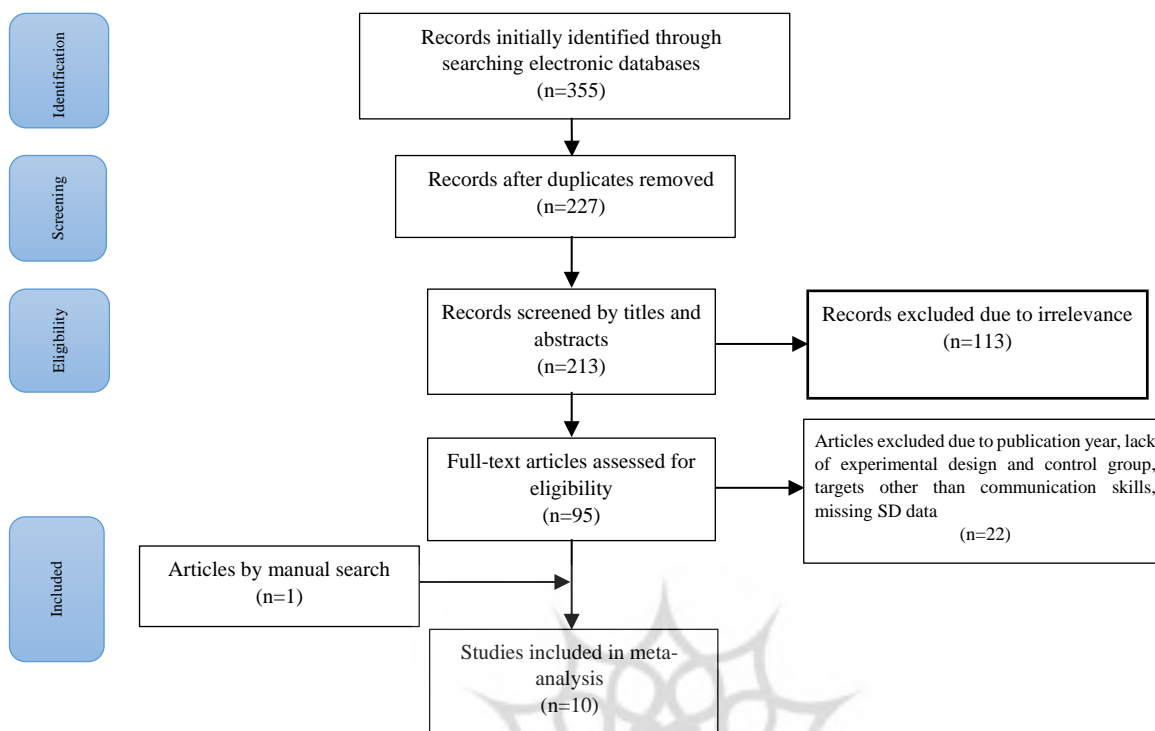 Identification
Records initially identified through
searching electronic databases
(n=355)
Screening
Records after duplicates removed
(n=227)
Eligibility
Records screened by titles and
abstracts
(n=213)
Records excluded due to irrelevance
(n=113)
Full-text articles assessed for
eligibility
(n=95)
Articles excluded due to publication year, lack
of experimental design and control group,
targets other than communication skills,
missing SD data
(n=22)
Included
Articles by manual search
(n=1)
Studies included in meta-
analysis
(n=10)